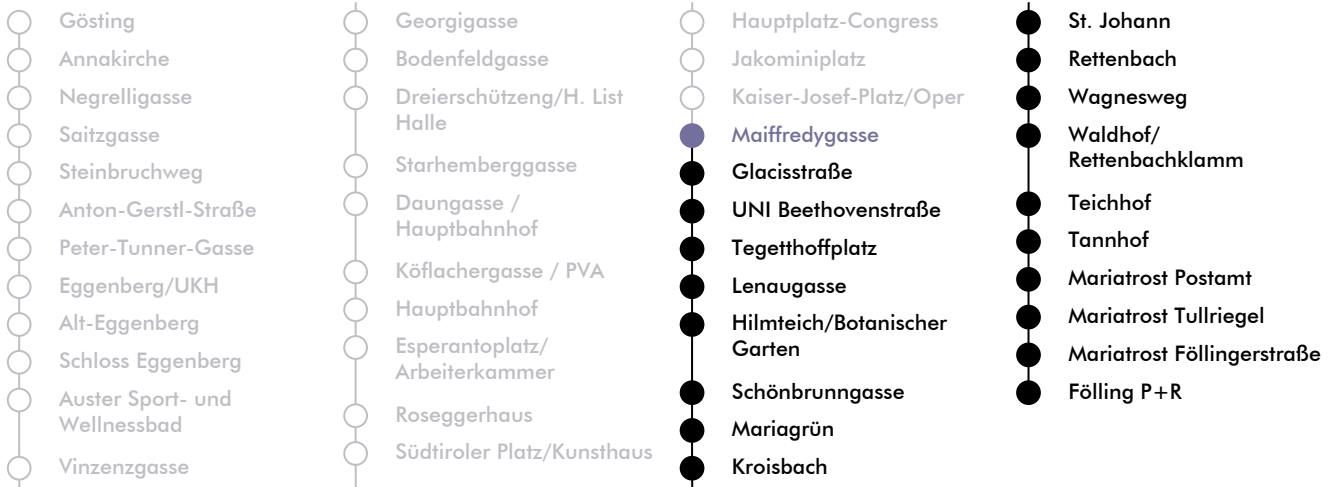 Gösting
Annakirche
Negrelligasse
Saitzgasse
Steinbruchweg
Anton-Gerstl-Straße
Peter-Tunner-Gasse
Eggenberg/UKH
Alt-Eggenberg
Schloss Eggenberg
Auster Sport- und
Wellnessbad
Vinzenzgasse
Georgigasse
Bodenfeldgasse
Dreierschützeng/H. List
Halle
Starhemberggasse
Daungasse /
Hauptbahnhof
Köflachergasse / PVA
Hauptbahnhof
Esperantoplatz/
Arbeiterkammer
Roseggerhaus
Südtiroler Platz/Kunsthaus
Hauptplatz-Congress
Jakominiplatz
Kaiser-Josef-Platz/Oper
Maiffredygasse
Glacisstraße
UNI Beethovenstraße
Tegetthoffplatz
Lenaugasse
Hilmteich/Botanischer
Garten
Schönbrunngasse
Mariagrün
Kroisbach
St. Johann
Rettenbach
Wagnesweg
Waldhof/
Rettenbachklamm
Teichhof
Tannhof
Mariatrost Postamt
Mariatrost Tullriegel
Mariatrost Föllingerstraße
Fölling P+R